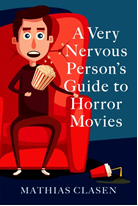 A Very
Nervous
Person's
Guide to
Horror
Movies
MATHIAS CLASEN